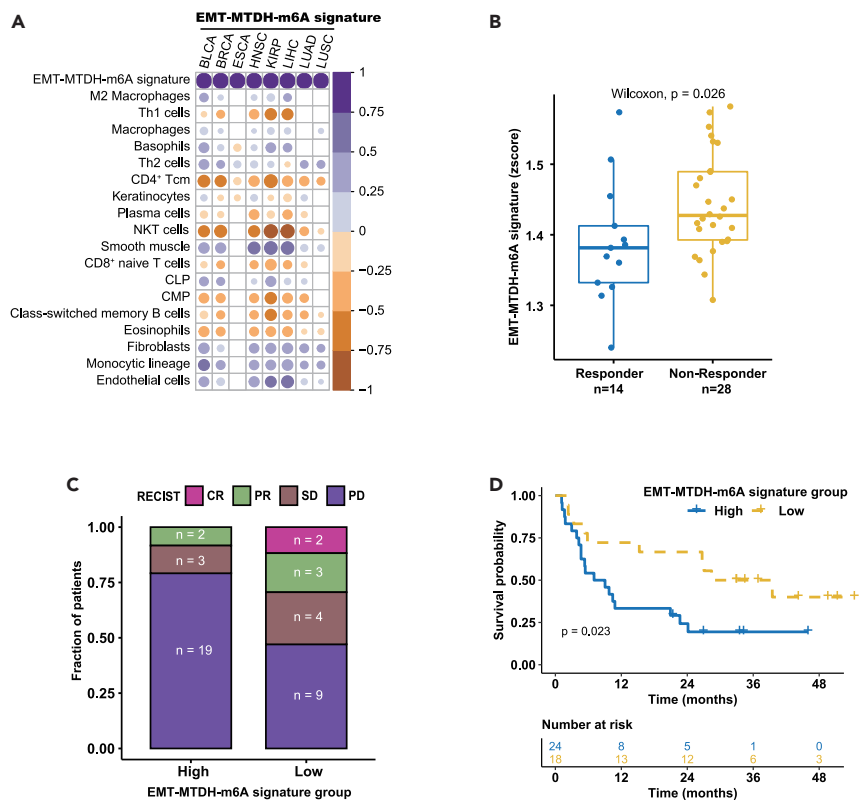 A
EMT-MTDH-m6A signature
BLCA
BRCA
ESCA
HNSC
KIRP
LIHC
LUAD
LUSC
EMT-MTDH-m6A signature
M2 Macrophages
Th1 cells
Macrophages
Basophils
Th2 cells
CD4⁺ Tcm
Keratinocytes
Plasma cells
NKT cells
Smooth muscle
CD8⁺ naive T cells
CLP
CMP
Class-switched memory B cells
Eosinophils
Fibroblasts
Monocytic lineage
Endothelial cells
1
0.75
0.5
0.25
0
−0.25
−0.5
−0.75
−1
B
Wilcoxon, p = 0.026
EMT-MTDH-m6A signature (zscore)
1.5
1.4
1.3
Responder
n=14
Non-Responder
n=28
C
RECIST CR PR SD PD
Fraction of patients
1.00
0.75
0.50
0.25
0.00
n = 2
n = 3
n = 19
n = 2
n = 3
n = 4
n = 9
High Low
EMT-MTDH-m6A signature group
D
EMT-MTDH-m6A signature group
High Low
Survival probability
1.00
0.75
0.50
0.25
0.00
p = 0.023
0 12 24 36 48
Time (months)
Number at risk
24 8 5 1 0
18 13 12 6 3
0 12 24 36 48
Time (months)